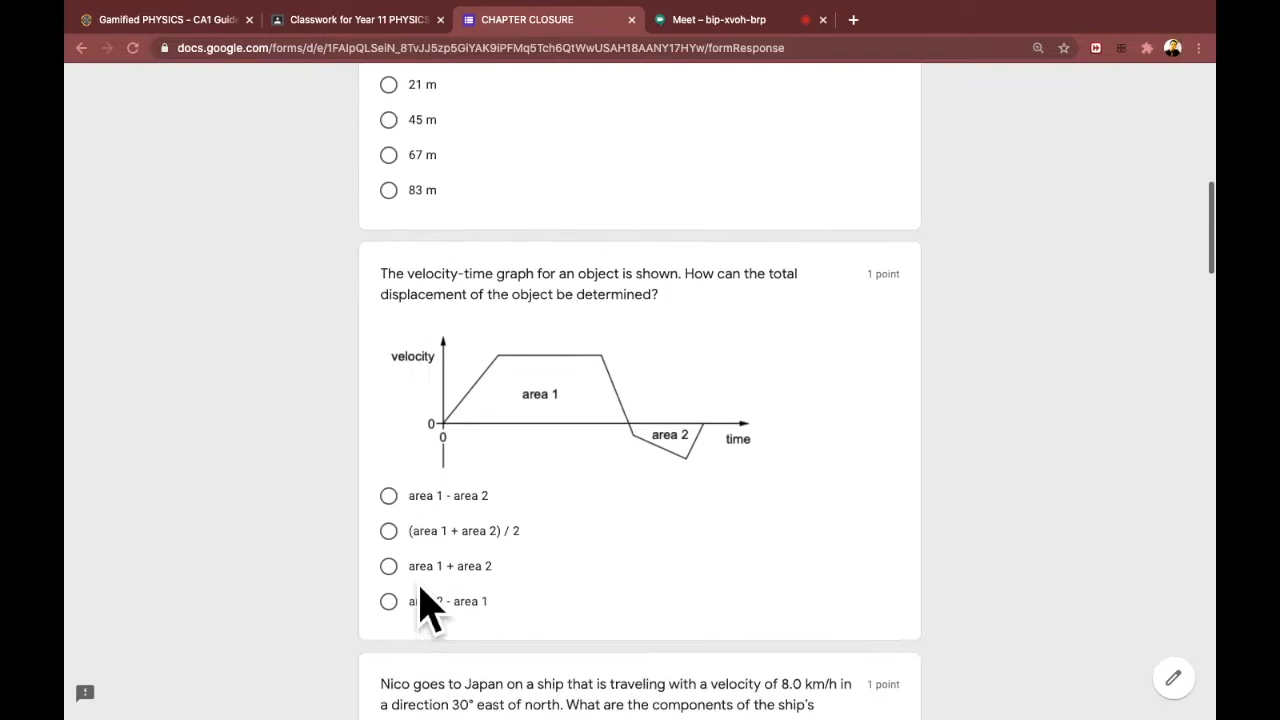 Gamified PHYSICS - CA1 Guide
Classwork for Year 11 PHYSICS
CHAPTER CLOSURE
Meet – bip-xvoh-brp
docs.google.com/forms/d/e/1FAIpQLSeiN_8TvJJ5zp5GiYAK9iPFMq5Tch6QtWwUSAH18AANY17HYw/formResponse
21 m
45 m
67 m
83 m
The velocity-time graph for an object is shown. How can the total
1 point
displacement of the object be determined?
velocity
area 1
0
0
area 2
time
area 1 - area 2
(area 1 + area 2) / 2
area 1 + area 2
- area 1
Nico goes to Japan on a ship that is traveling with a velocity of 8.0 km/h in
1 point
a direction 30° east of north. What are the components of the ship's